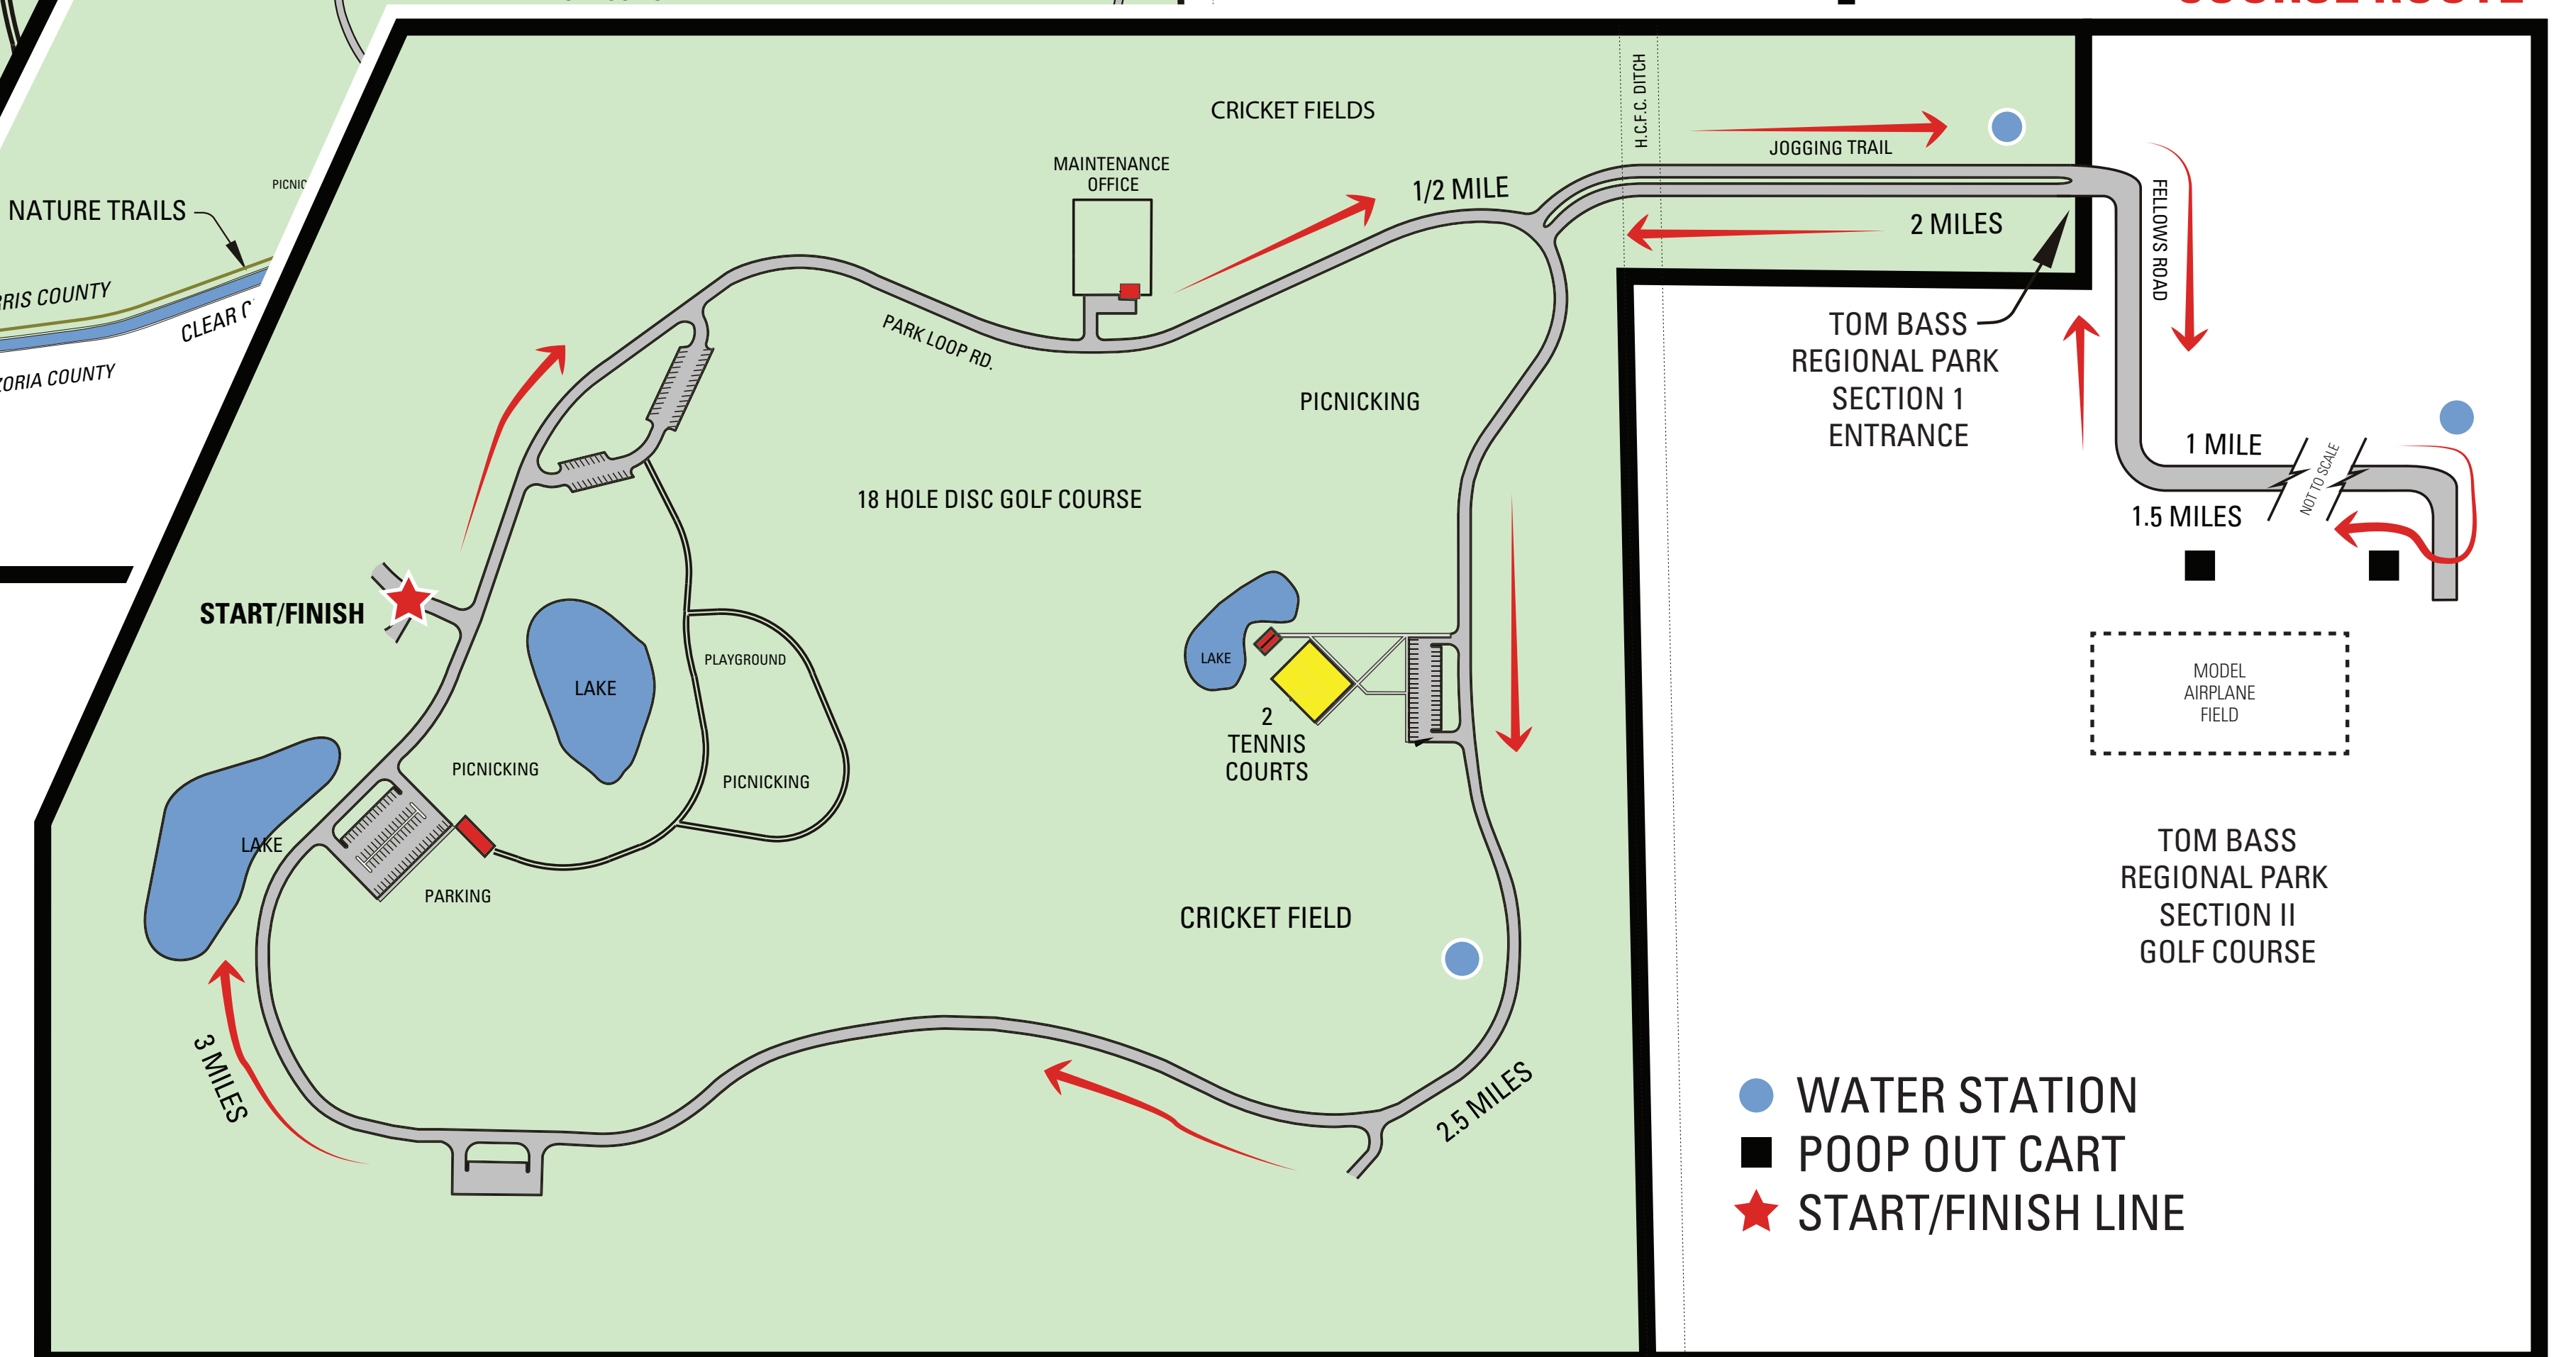 COURSE ROUTE
NATURE TRAILS
PICNIC
RRIS COUNTY
CLEAR C
ZORIA COUNTY
CRICKET FIELDS
H.C.F.C. DITCH
JOGGING TRAIL
MAINTENANCE
OFFICE
1/2 MILE
2 MILES
FELLOWS ROAD
PARK LOOP RD.
TOM BASS
REGIONAL PARK
SECTION 1
ENTRANCE
PICNICKING
1 MILE
NOT TO SCALE
1.5 MILES
18 HOLE DISC GOLF COURSE
START/FINISH
LAKE
PLAYGROUND
LAKE
2
TENNIS
COURTS
MODEL
AIRPLANE
FIELD
PICNICKING
PICNICKING
LAKE
PARKING
CRICKET FIELD
TOM BASS
REGIONAL PARK
SECTION II
GOLF COURSE
3 MILES
2.5 MILES
WATER STATION
POOP OUT CART
START/FINISH LINE